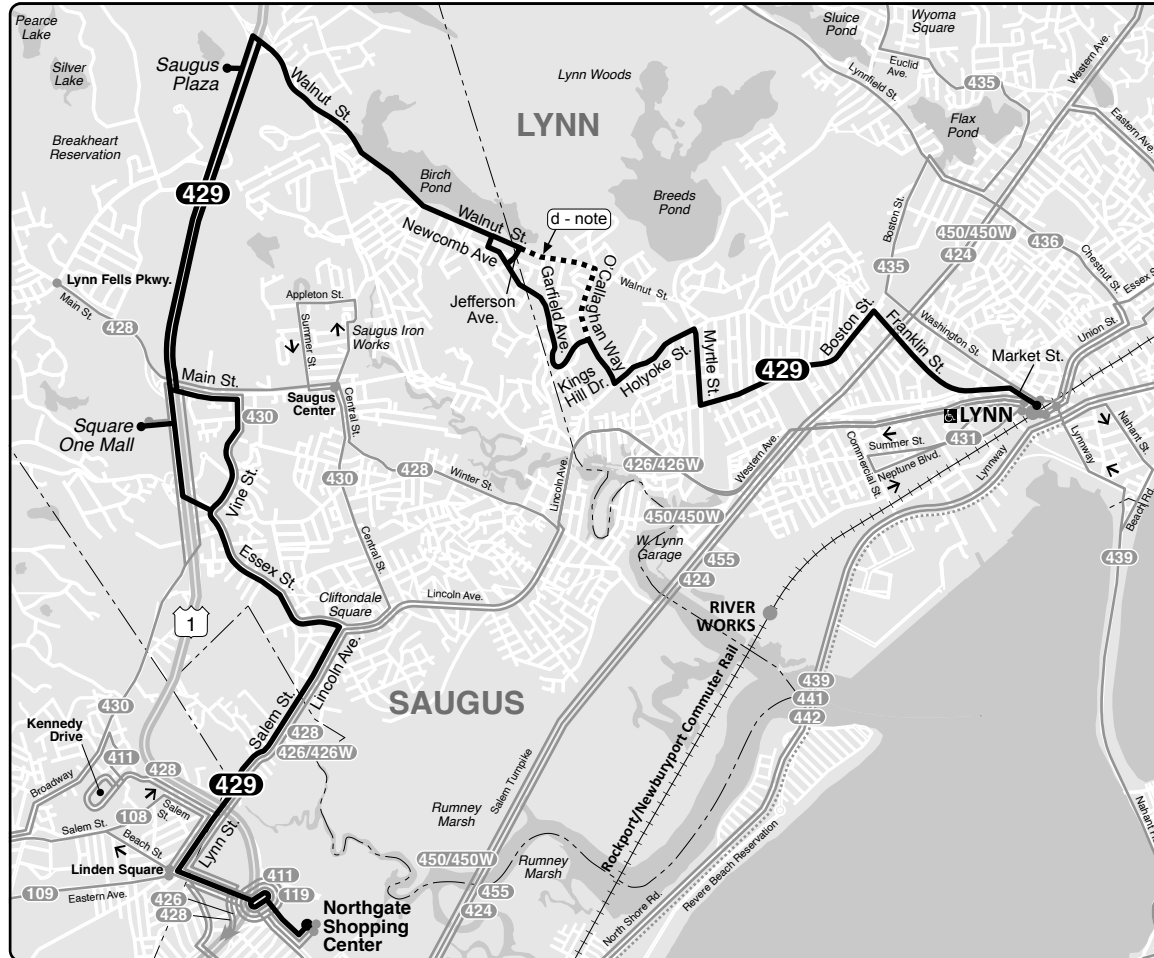 Pearce
Lake
Silver
Lake
Breakheart
Reservation
Saugus
Plaza
Walnut St.
Lynn Woods
LYNN
Sluice
Pond
Wyoma
Square
Euclid
Ave.
Lynnfield St.
435
Western Ave.
Eastern Ave.
Flax
Pond
429
Birch
Pond
Breeds
Pond
Walnut St.
d - note
Newcomb Ave
Jefferson
Ave.
Garfield Ave.
O'Callaghan Way
Walnut St.
Boston St.
450/450W
424
435
436
Chestnut St.
Essex St.
Union St.
Washington St.
Lynn Fells Pkwy.
Main St.
428
Appleton St.
Summer St.
Saugus Iron
Works
Main St.
Saugus
Center
Central St.
Square
One Mall
430
Vine St.
430
428
Winter St.
Kings
Hill Dr.
Holyoke St.
Myrtle St.
429
Boston St.
Franklin St.
Market St.
LYNN
Summer St.
431
Neptune Blvd.
Commercial St.
Lynnway
Lynnway
Nahant St.
Beach Rd.
439
Western Ave.
426/426W
Lincoln Ave.
450/450W
W. Lynn
Garage
455
424
Essex St.
Central St.
Cliftondale
Square
Lincoln Ave.
1
RIVER
WORKS
SAUGUS
Salem St.
Lincoln Ave.
428
426/426W
439
441
442
Rockport/Newburyport Commuter Rail
430
Kennedy
Drive
411
428
Broadway
429
108
Salem
St.
Salem St.
Beach St.
Lynn St.
Linden Square
109
Eastern Ave.
426
428
411
119
Northgate
Shopping
Center
Rumney
Marsh
Salem Turnpike
450/450W
Rumney
Marsh
455
424
North Shore Rd.
Revere Beach Reservation